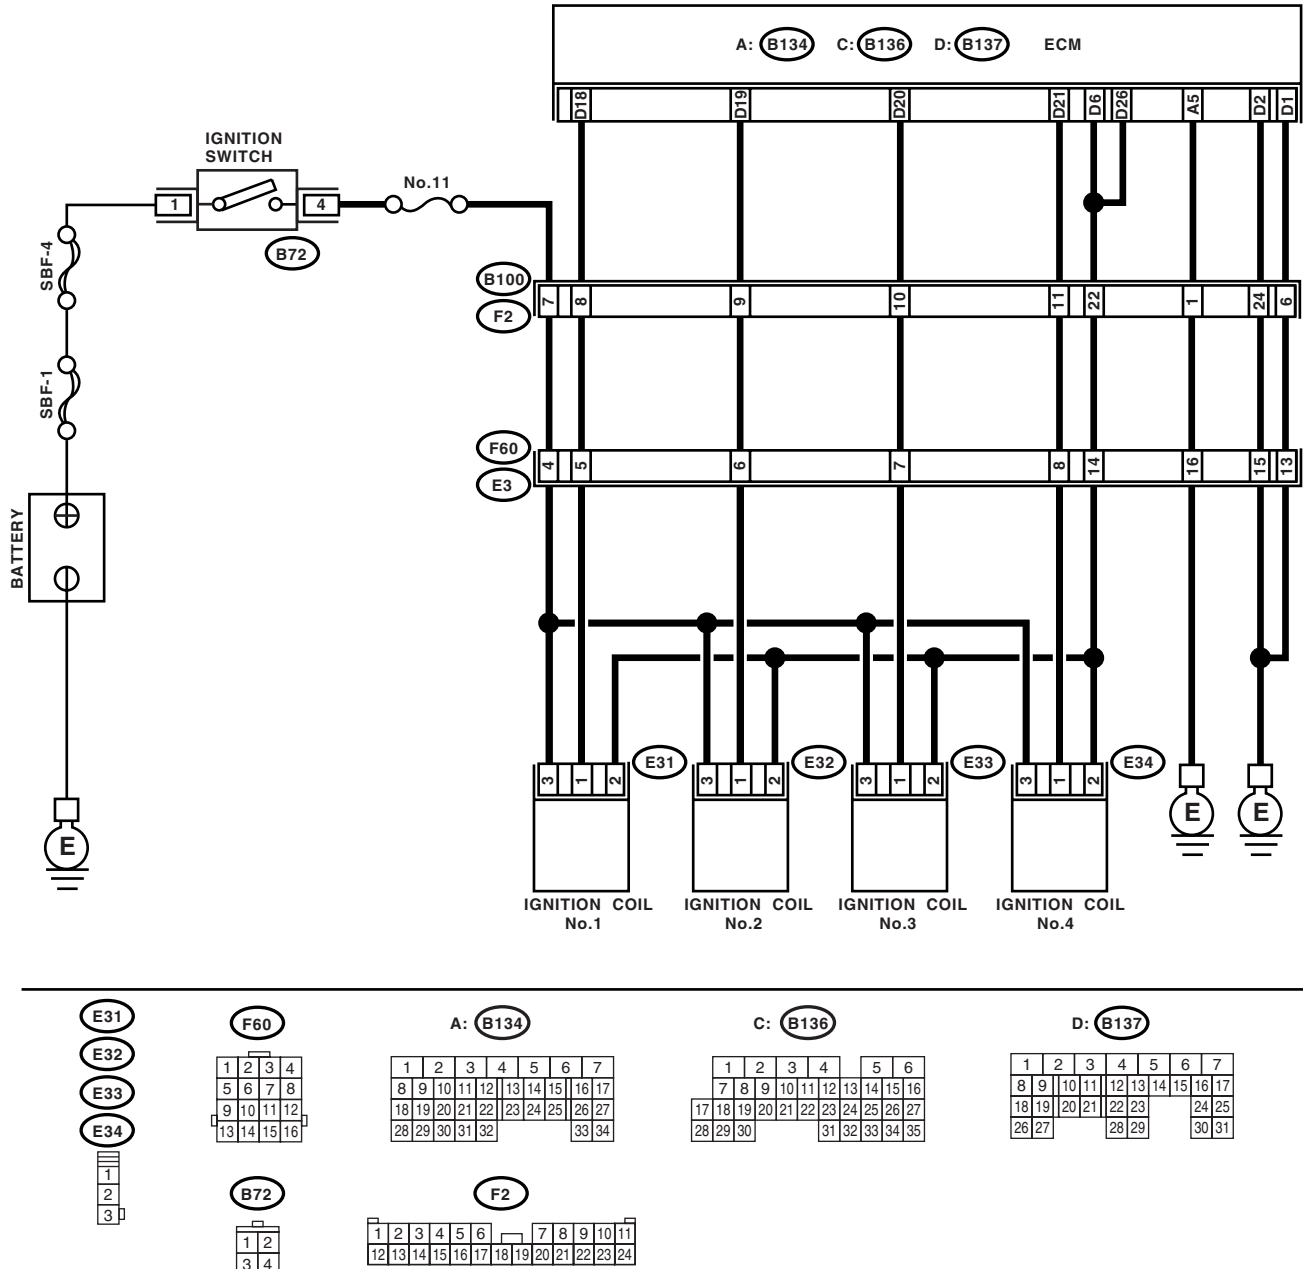 A: B134 C: B136 D: B137 ECM
D18 D19 D20 D21 D6 D26 A5 D2 D1
IGNITION
SWITCH
No.11
1 4
B72
SBF-4
SBF-1
BATTERY
B100
7 8 9 10 11 22 1 24 6
F2
F60
4 5 6 7 8 14 16 15 13
E3
E31 E32 E33 E34
3 1 2 3 1 2 3 1 2 3 1 2
E E E
IGNITION COIL IGNITION COIL IGNITION COIL IGNITION COIL
No.1 No.2 No.3 No.4
E31
E32
E33
E34
1
2
3
F60
1 2 3 4
5 6 7 8
9 10 11 12
13 14 15 16
A: B134
1 2 3 4 5 6 7
8 9 10 11 12 13 14 15 16 17
18 19 20 21 22 23 24 25 26 27
28 29 30 31 32 33 34
C: B136
1 2 3 4 5 6
7 8 9 10 11 12 13 14 15 16
17 18 19 20 21 22 23 24 25 26 27
28 29 30 31 32 33 34 35
D: B137
1 2 3 4 5 6 7
8 9 10 11 12 13 14 15 16 17
18 19 20 21 22 23 24 25
26 27 28 29 30 31
B72
1 2
3 4
F2
1 2 3 4 5 6 7 8 9 10 11
12 13 14 15 16 17 18 19 20 21 22 23 24